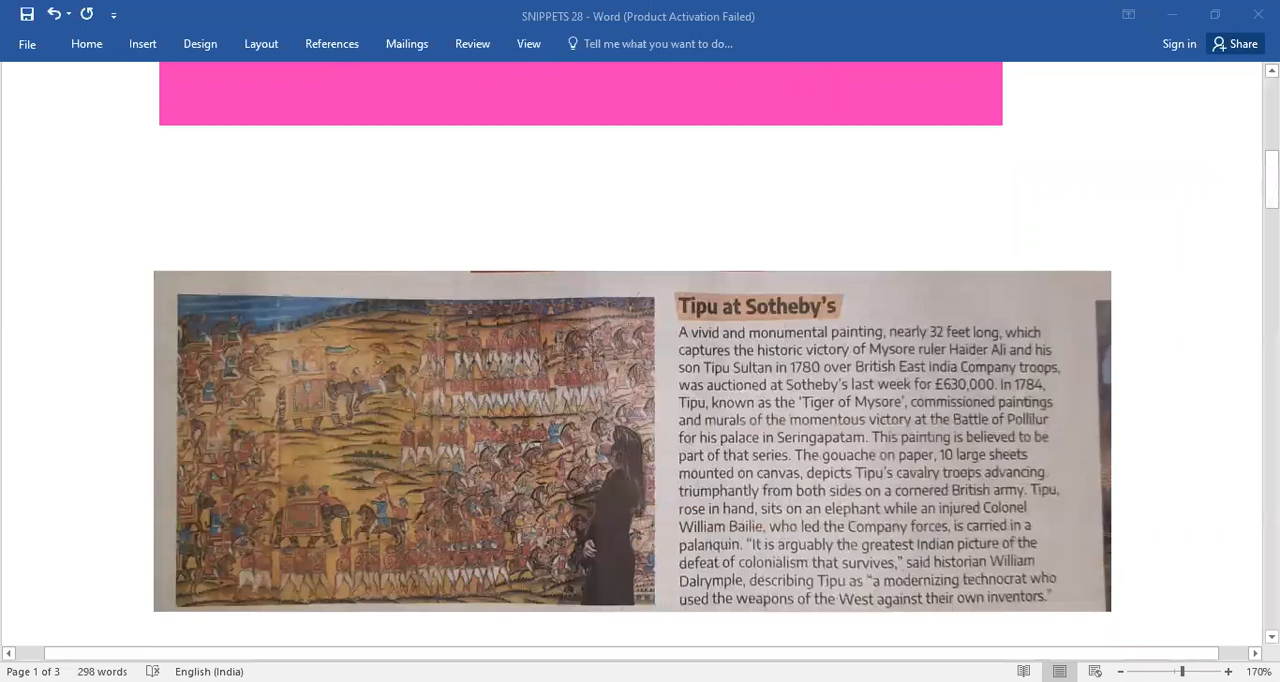 SNIPPETS 28 - Word (Product Activation Failed)
File Home Insert Design Layout References Mailings Review View Tell me what you want to do... Sign in Share
Tipu at Sotheby's
A vivid and monumental painting, nearly 32 feet long, which
captures the historic victory of Mysore ruler Haider Ali and his
son Tipu Sultan in 1780 over British East India Company troops,
was auctioned at Sotheby's last week for £630,000. In 1784,
Tipu, known as the 'Tiger of Mysore', commissioned paintings
and murals of the momentous victory at the Battle of Pollilur
for his palace in Seringapatam. This painting is believed to be
part of that series. The gouache on paper, 10 large sheets
mounted on canvas, depicts Tipu's cavalry troops advancing
triumphantly from both sides on a cornered British army. Tipu,
rose in hand, sits on an elephant while an injured Colonel
William Bailie, who led the Company forces, is carried in a
palanquin. "It is arguably the greatest Indian picture of the
defeat of colonialism that survives," said historian William
Dalrymple, describing Tipu as "a modernizing technocrat who
used the weapons of the West against their own inventors."
Page 1 of 3 298 words English (India) 170%